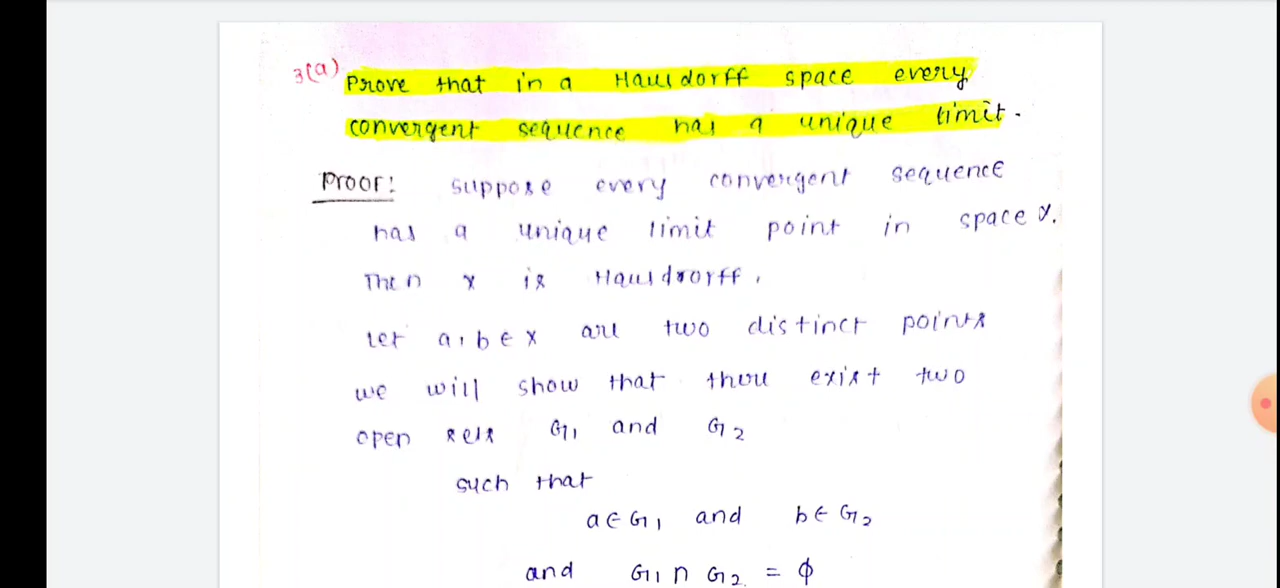 3(a) Prove that in a Hausdorff space every
convergent sequence has a unique limit.
Proof: suppose every convergent sequence
has a unique limit point in space X.
Then X is Hausdrorff.
Let a, b ∈ X are two distinct points
we will show that there exist two
open sets G1 and G2
such that
a ∈ G1 and b ∈ G2
and G1 ∩ G2 = ϕ